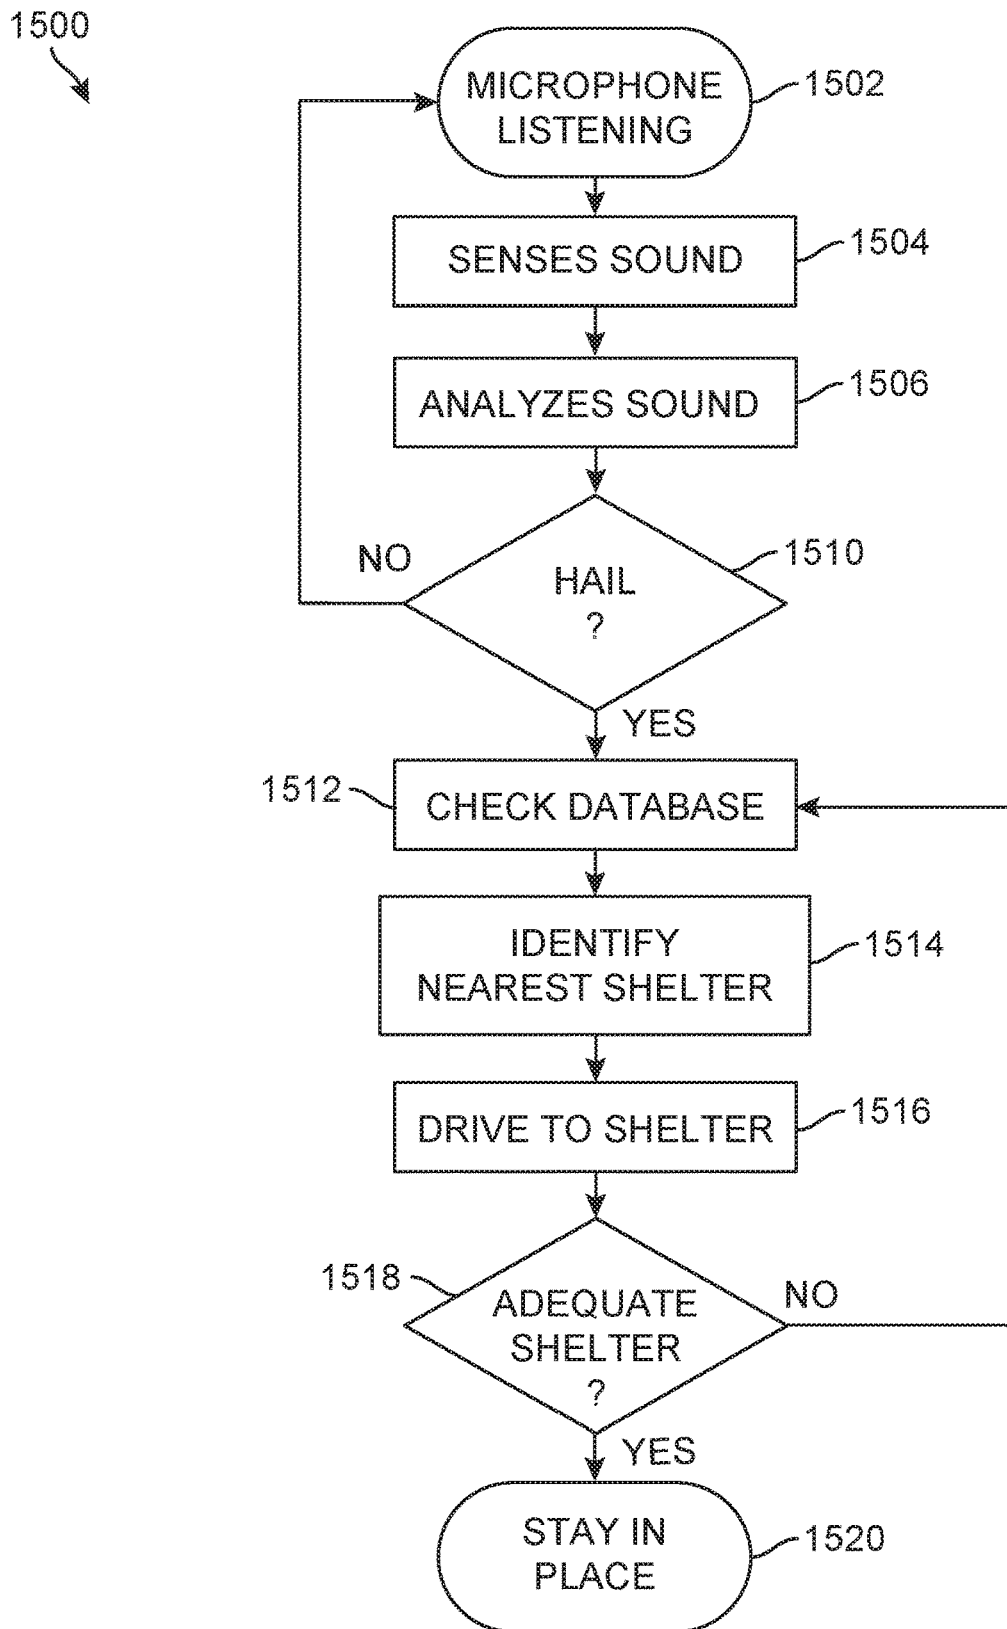 1500
MICROPHONE
LISTENING
1502
SENSES SOUND
1504
ANALYZES SOUND
1506
NO
HAIL
?
1510
YES
1512
CHECK DATABASE
IDENTIFY
NEAREST SHELTER
1514
DRIVE TO SHELTER
1516
1518
ADEQUATE
SHELTER
?
NO
YES
STAY IN
PLACE
1520